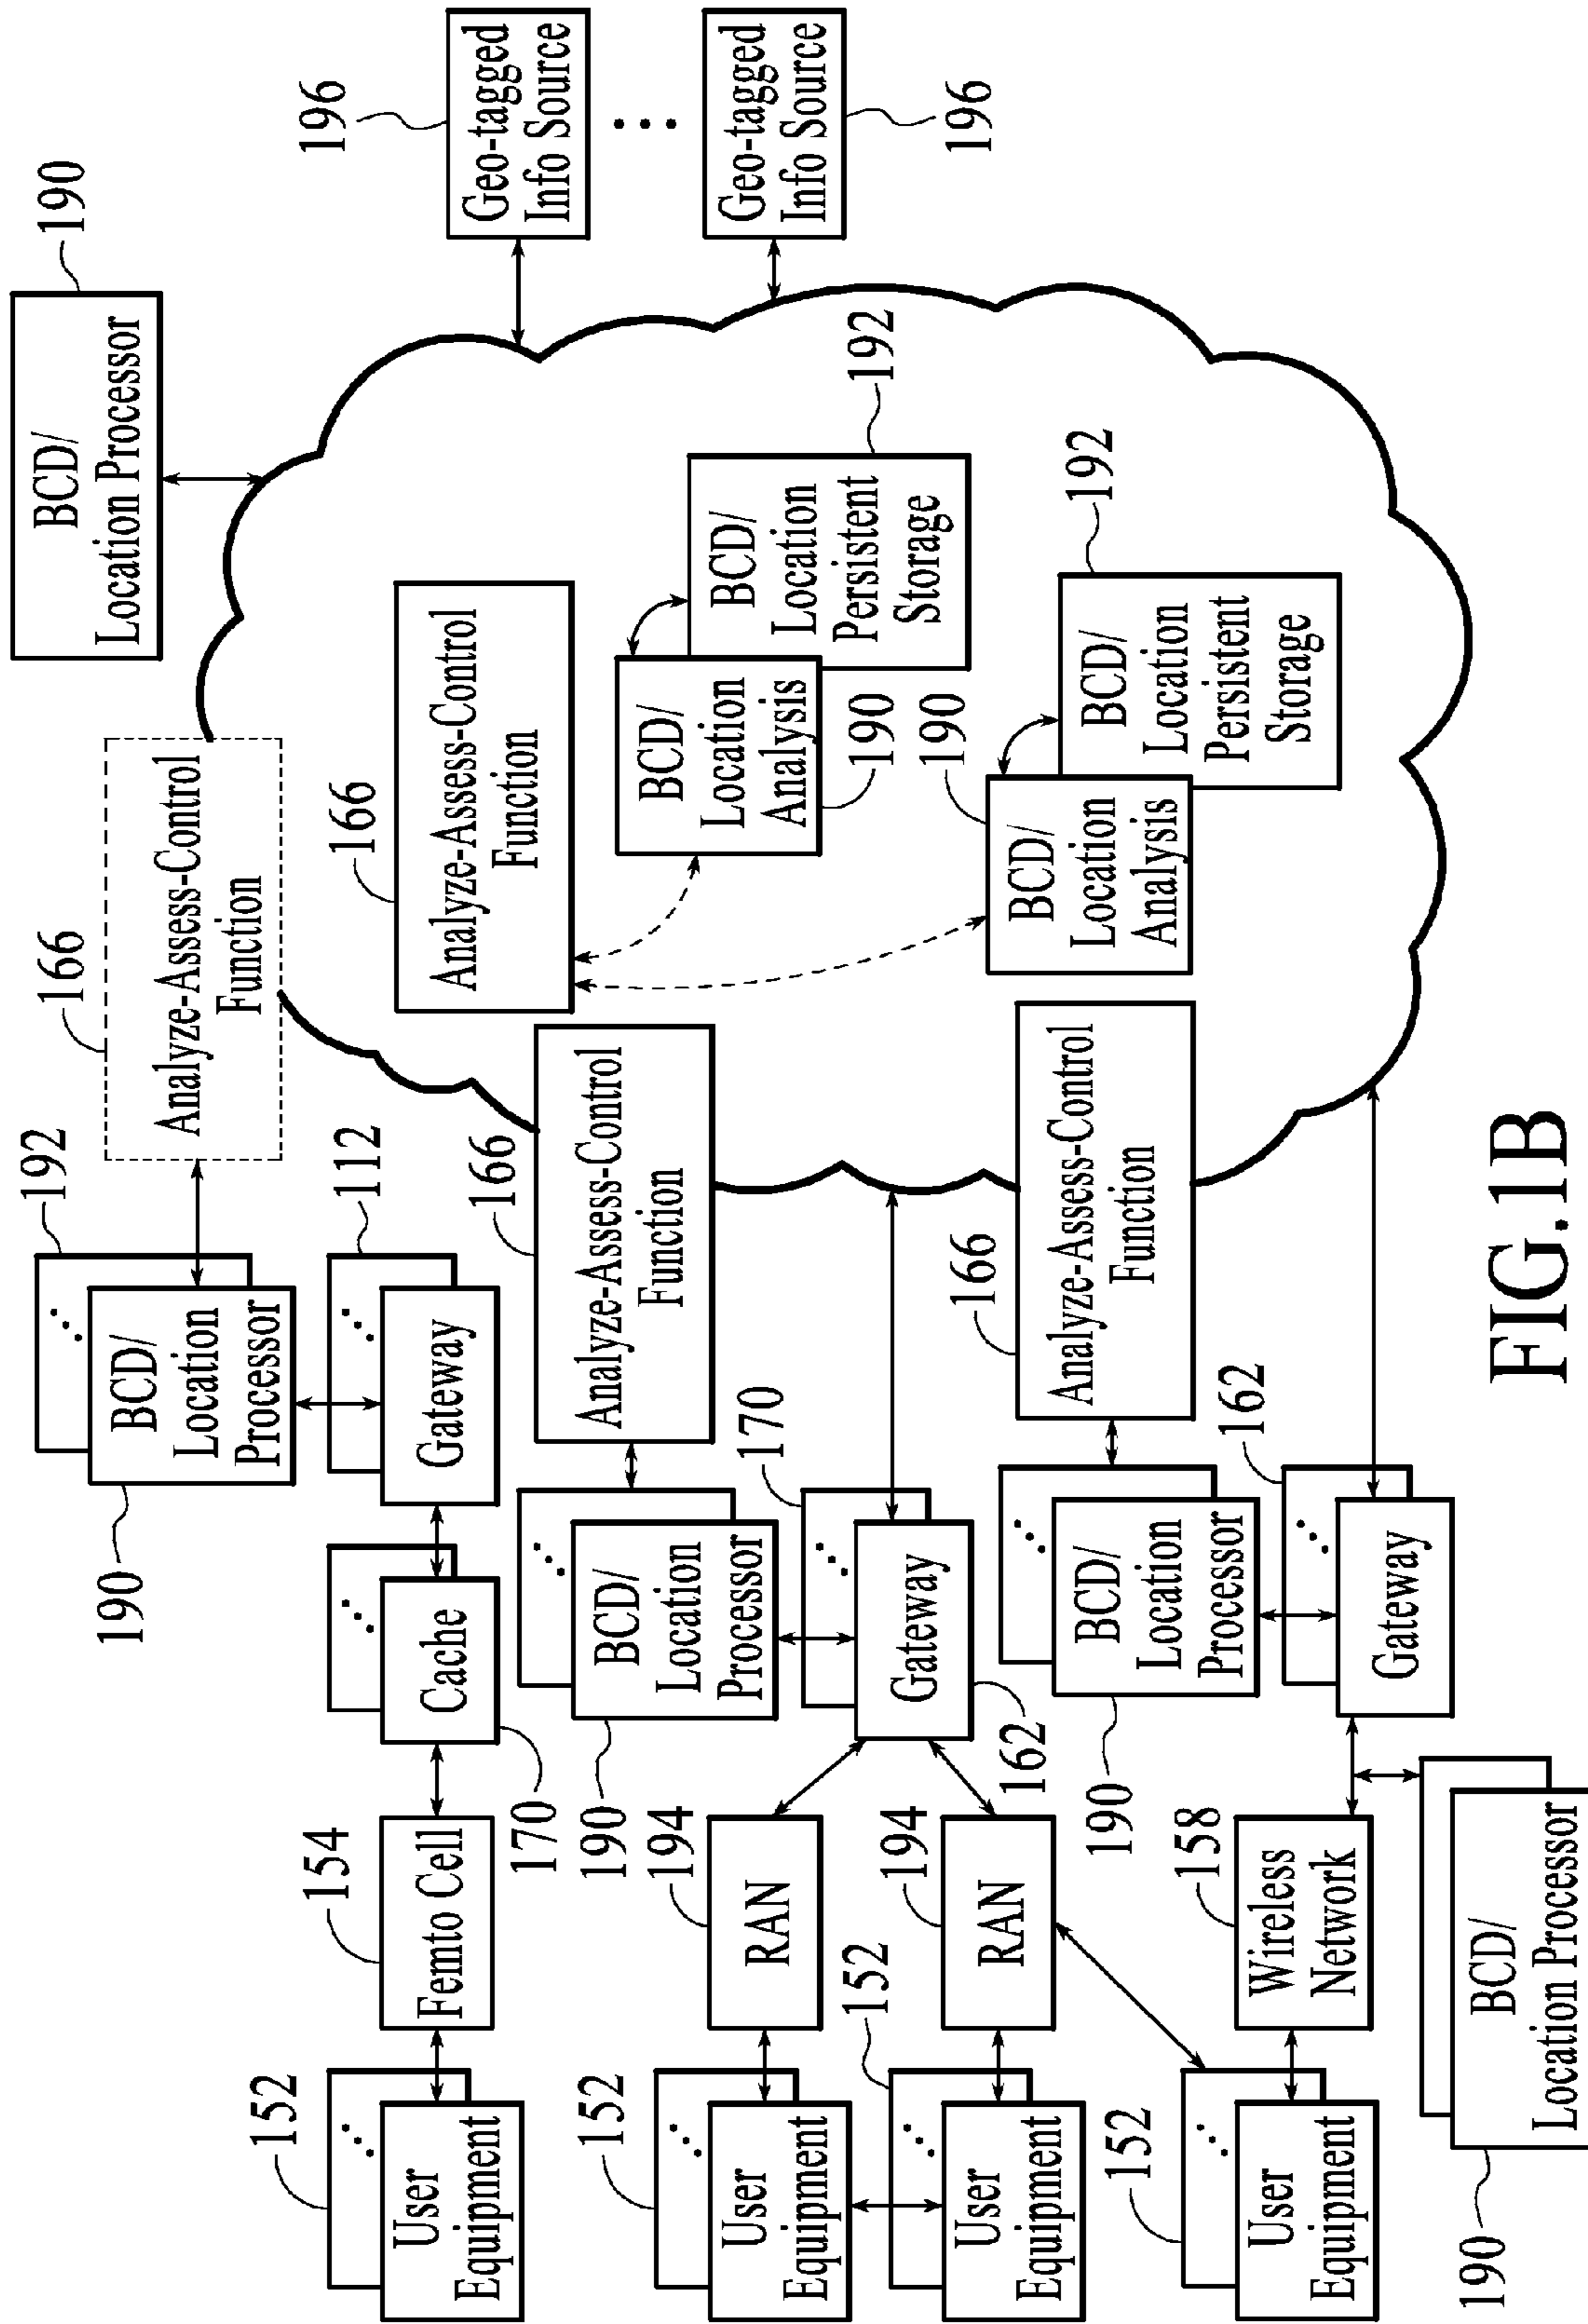 192
166
190
BCD/
Location Processor
Analyze-Assess-Control
Function
BCD/
Location
Processor
190
152
154
112
196
User
Equipment
Femto Cell
Cache
Gateway
170
166
Analyze-Assess-Control
Function
Geo-tagged
Info Source
166
Analyze-Assess-Control
Function
BCD/
Location
Analysis
190
BCD/
Location
Persistent
Storage
192
Geo-tagged
Info Source
196
152
194
190
BCD/
Location
Processor
170
User
Equipment
RAN
Gateway
162
152
194
User
Equipment
RAN
166
Analyze-Assess-Control
Function
190
BCD/
Location
Analysis
BCD/
Location
Persistent
Storage
192
190
BCD/
Location
Processor
162
152
158
User
Equipment
Wireless
Network
Gateway
190
BCD/
Location Processor
FIG.1B